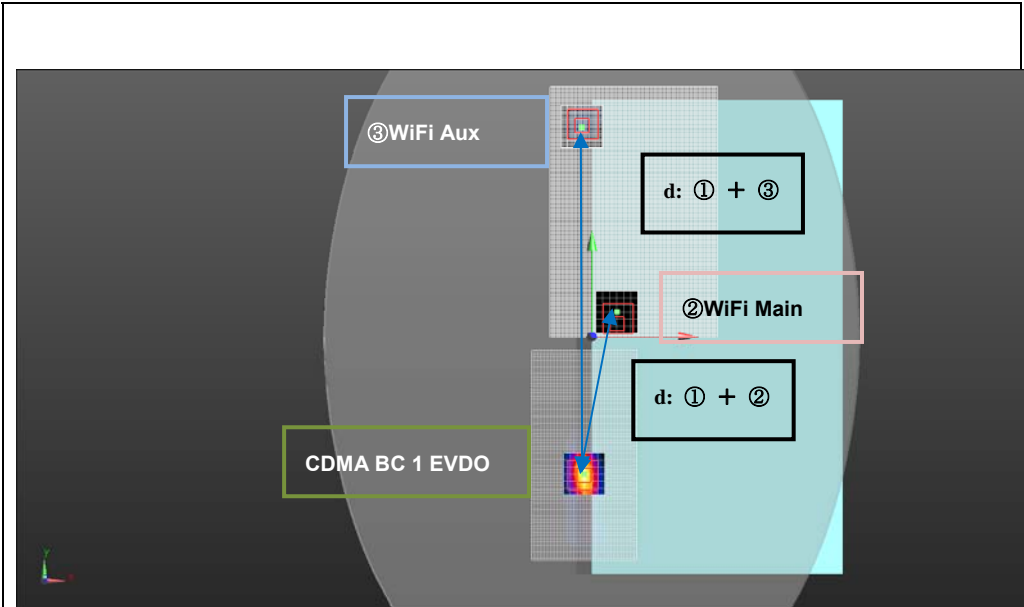 ③WiFi Aux
d: ① + ③
②WiFi Main
d: ① + ②
CDMA BC 1 EVDO
y